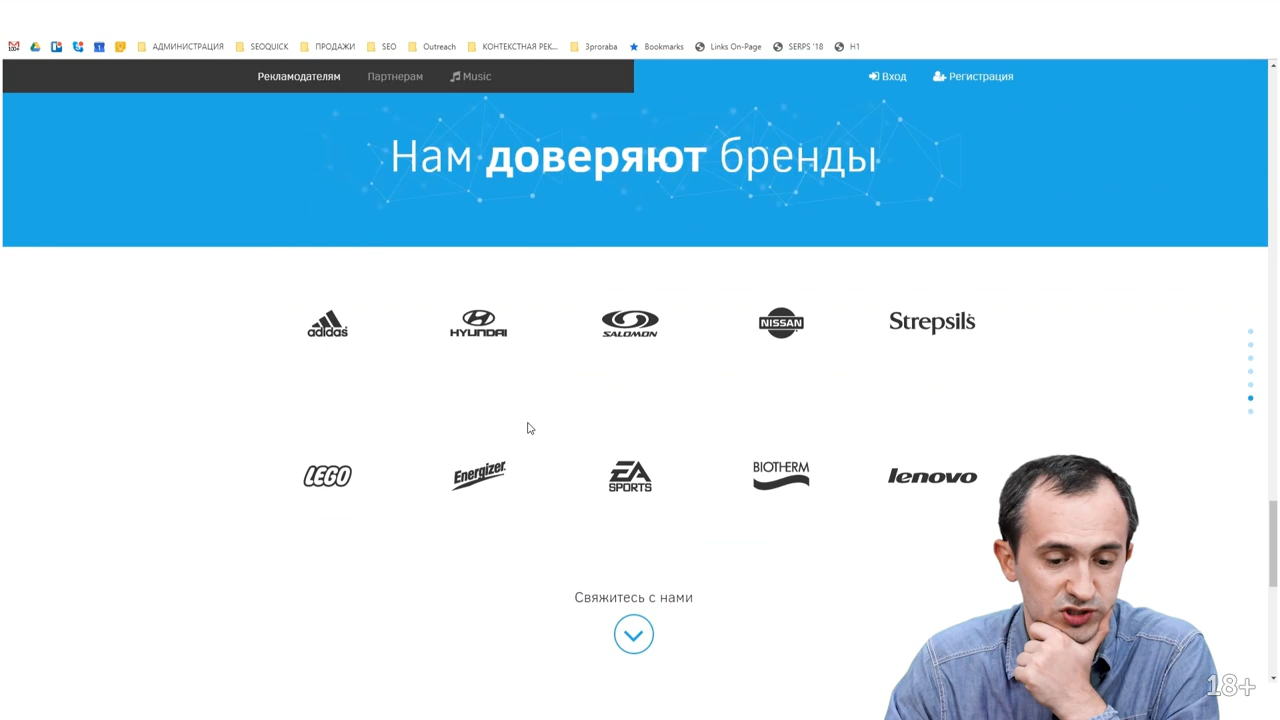 АДМИНИСТРАЦИЯ SEOQUICK ПРОДАЖИ SEO Outreach КОНТЕКСТНАЯ РЕК... 3proraba Bookmarks Links On-Page SERPS '18 H1
Рекламодателям Партнерам Music Вход Регистрация
Нам доверяют бренды
adidas HYUNDAI SALOMON NISSAN Strepsils
LEGO Energizer EA SPORTS BIOTHERM lenovo
Свяжитесь с нами
18+